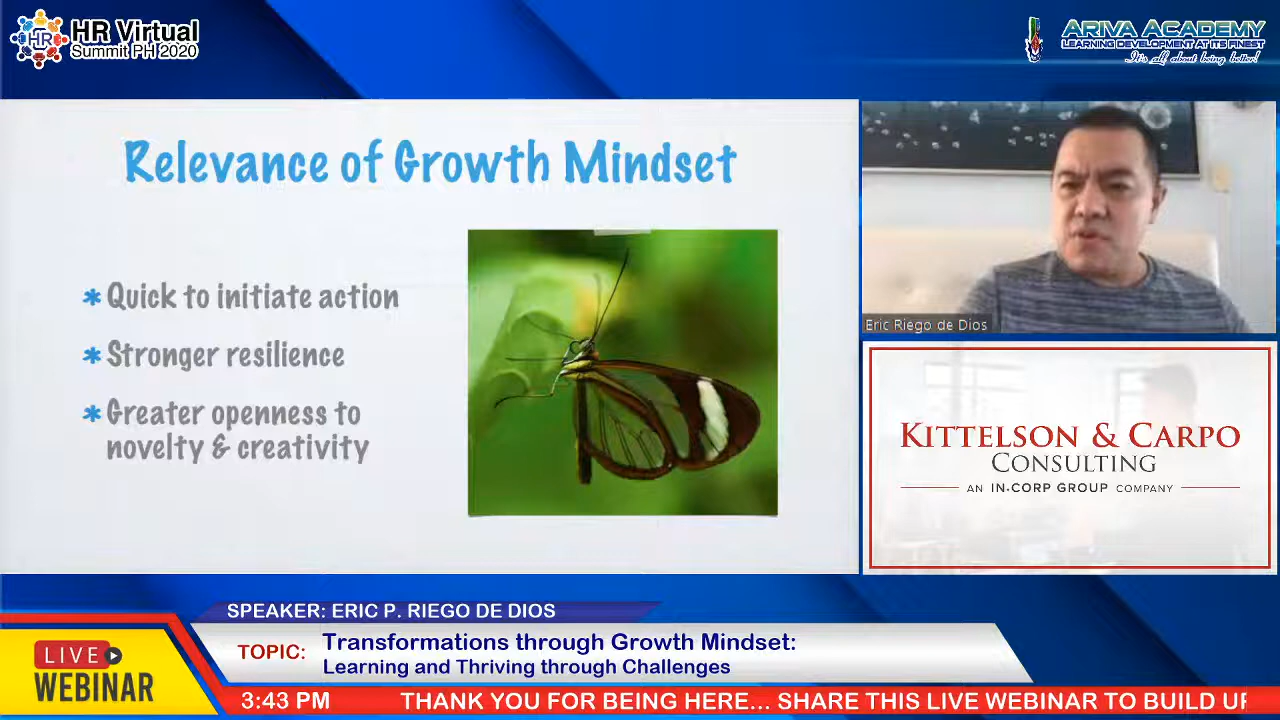 HR Virtual
Summit PH 2020
HR
ARIVA ACADEMY
LEARNING DEVELOPMENT AT ITS FINEST
It's all about being better!
Relevance of Growth Mindset
* Quick to initiate action
* Stronger resilience
* Greater openness to
novelty & creativity
Eric Riego de Dios
KITTELSON & CARPO
CONSULTING
AN IN.CORP GROUP COMPANY
SPEAKER: ERIC P. RIEGO DE DIOS
LIVE
WEBINAR
TOPIC: Transformations through Growth Mindset:
Learning and Thriving through Challenges
3:43 PM THANK YOU FOR BEING HERE... SHARE THIS LIVE WEBINAR TO BUILD